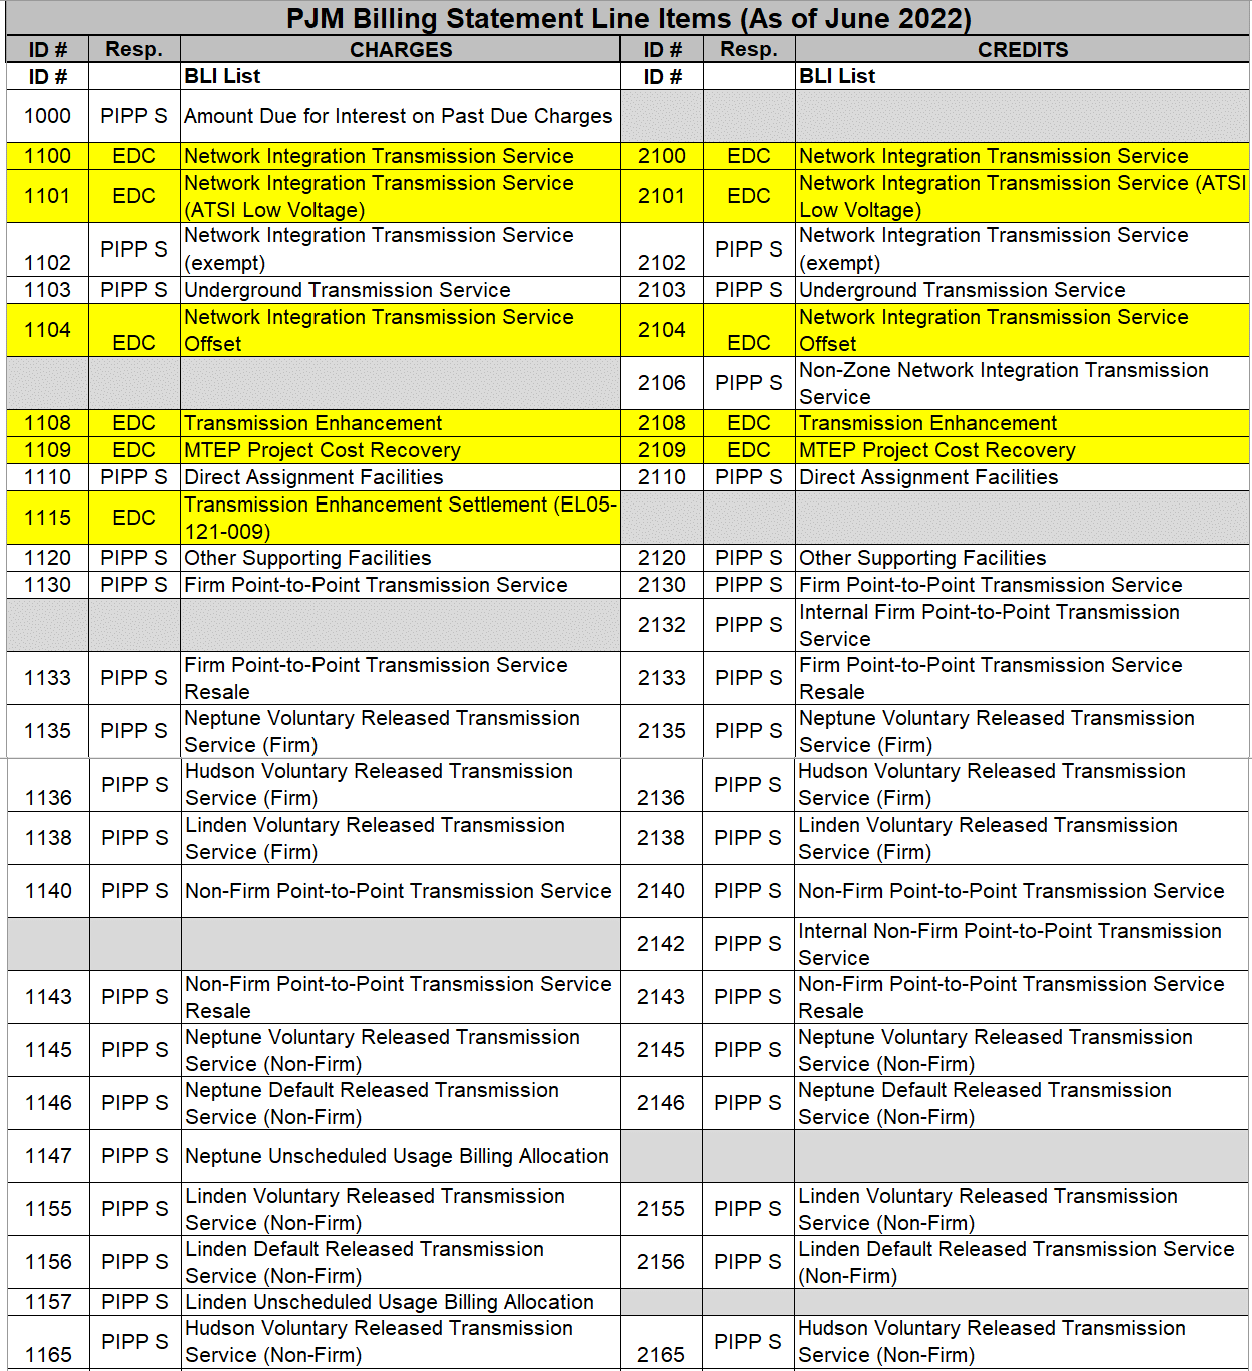 PJM Billing Statement Line Items (As of June 2022)
ID # Resp. CHARGES ID # Resp. CREDITS
ID # BLI List ID # BLI List
1000 PIPP S Amount Due for Interest on Past Due Charges
1100 EDC Network Integration Transmission Service 2100 EDC Network Integration Transmission Service
1101 EDC Network Integration Transmission Service (ATSI Low Voltage) 2101 EDC Network Integration Transmission Service (ATSI Low Voltage)
1102 PIPP S Network Integration Transmission Service (exempt) 2102 PIPP S Network Integration Transmission Service (exempt)
1103 PIPP S Underground Transmission Service 2103 PIPP S Underground Transmission Service
1104 EDC Network Integration Transmission Service Offset 2104 EDC Network Integration Transmission Service Offset
2106 PIPP S Non-Zone Network Integration Transmission Service
1108 EDC Transmission Enhancement 2108 EDC Transmission Enhancement
1109 EDC MTEP Project Cost Recovery 2109 EDC MTEP Project Cost Recovery
1110 PIPP S Direct Assignment Facilities 2110 PIPP S Direct Assignment Facilities
1115 EDC Transmission Enhancement Settlement (EL05-121-009)
1120 PIPP S Other Supporting Facilities 2120 PIPP S Other Supporting Facilities
1130 PIPP S Firm Point-to-Point Transmission Service 2130 PIPP S Firm Point-to-Point Transmission Service
2132 PIPP S Internal Firm Point-to-Point Transmission Service
1133 PIPP S Firm Point-to-Point Transmission Service Resale 2133 PIPP S Firm Point-to-Point Transmission Service Resale
1135 PIPP S Neptune Voluntary Released Transmission Service (Firm) 2135 PIPP S Neptune Voluntary Released Transmission Service (Firm)
1136 PIPP S Hudson Voluntary Released Transmission Service (Firm) 2136 PIPP S Hudson Voluntary Released Transmission Service (Firm)
1138 PIPP S Linden Voluntary Released Transmission Service (Firm) 2138 PIPP S Linden Voluntary Released Transmission Service (Firm)
1140 PIPP S Non-Firm Point-to-Point Transmission Service 2140 PIPP S Non-Firm Point-to-Point Transmission Service
2142 PIPP S Internal Non-Firm Point-to-Point Transmission Service
1143 PIPP S Non-Firm Point-to-Point Transmission Service Resale 2143 PIPP S Non-Firm Point-to-Point Transmission Service Resale
1145 PIPP S Neptune Voluntary Released Transmission Service (Non-Firm) 2145 PIPP S Neptune Voluntary Released Transmission Service (Non-Firm)
1146 PIPP S Neptune Default Released Transmission Service (Non-Firm) 2146 PIPP S Neptune Default Released Transmission Service (Non-Firm)
1147 PIPP S Neptune Unscheduled Usage Billing Allocation
1155 PIPP S Linden Voluntary Released Transmission Service (Non-Firm) 2155 PIPP S Linden Voluntary Released Transmission Service (Non-Firm)
1156 PIPP S Linden Default Released Transmission Service (Non-Firm) 2156 PIPP S Linden Default Released Transmission Service (Non-Firm)
1157 PIPP S Linden Unscheduled Usage Billing Allocation
1165 PIPP S Hudson Voluntary Released Transmission Service (Non-Firm) 2165 PIPP S Hudson Voluntary Released Transmission Service (Non-Firm)